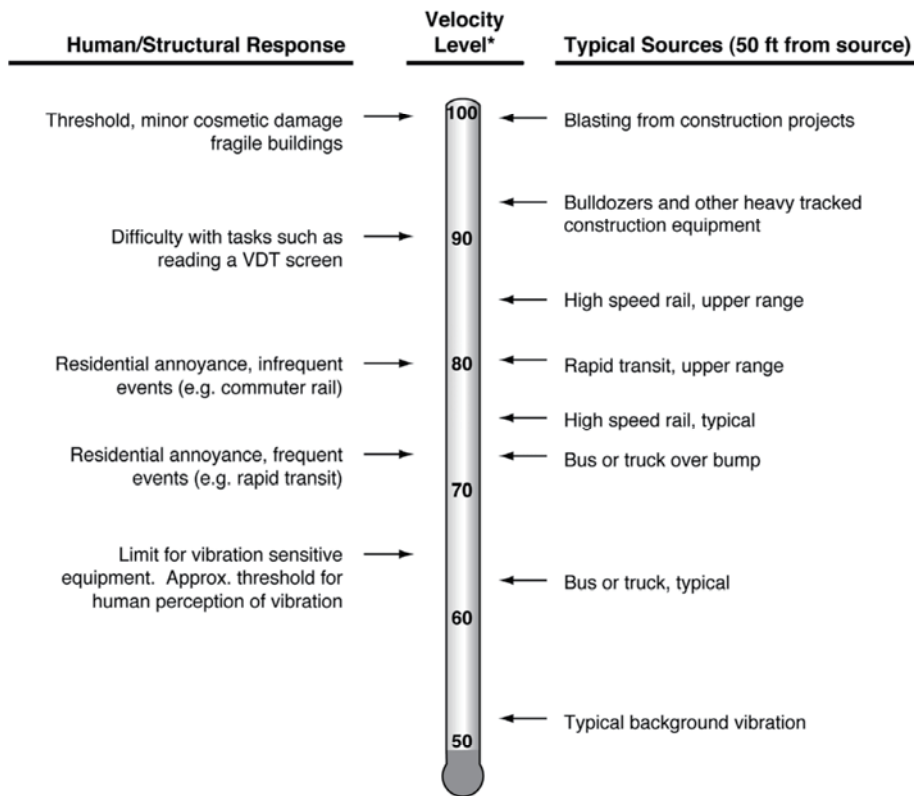 Human/Structural Response
Velocity
Level*
Typical Sources (50 ft from source)
Threshold, minor cosmetic damage
fragile buildings
100
Blasting from construction projects
Bulldozers and other heavy tracked
construction equipment
Difficulty with tasks such as
reading a VDT screen
90
High speed rail, upper range
Residential annoyance, infrequent
events (e.g. commuter rail)
80
Rapid transit, upper range
High speed rail, typical
Residential annoyance, frequent
events (e.g. rapid transit)
Bus or truck over bump
70
Limit for vibration sensitive
equipment. Approx. threshold for
human perception of vibration
Bus or truck, typical
60
Typical background vibration
50